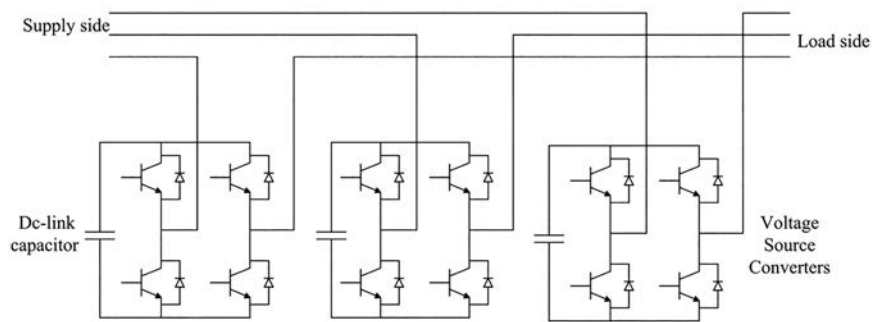 Supply side
Load side
Dc-link
capacitor
Voltage
Source
Converters